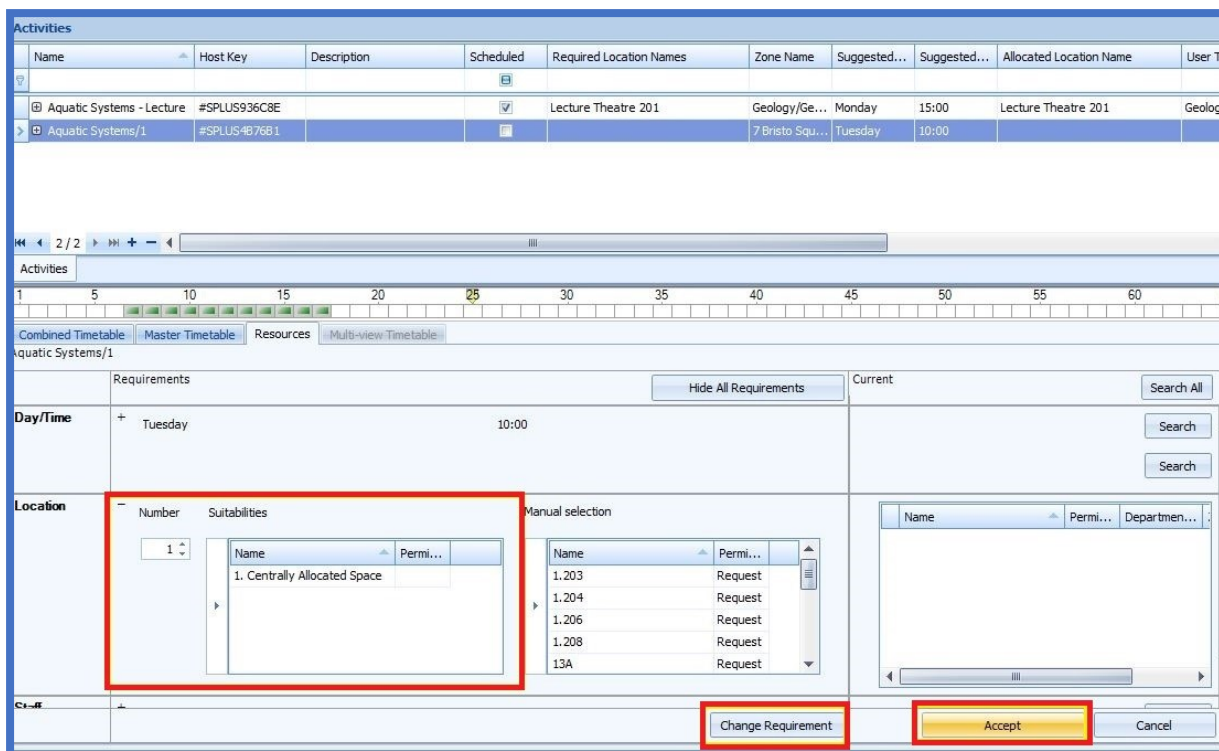 Activities
Name Host Key Description Scheduled Required Location Names Zone Name Suggested... Suggested... Allocated Location Name User T
Aquatic Systems - Lecture #SPLUS936C8E Lecture Theatre 201 Geology/Ge... Monday 15:00 Lecture Theatre 201 Geolog
Aquatic Systems/1 #SPLUS4B76B1 7 Bristo Squ... Tuesday 10:00
2 / 2
Activities
1 5 10 15 20 25 30 35 40 45 50 55 60
Combined Timetable Master Timetable Resources Multi-view Timetable
Aquatic Systems/1
Requirements Hide All Requirements Current Search All
Day/Time + Tuesday 10:00 Search
Search
Location - Number Suitabilities Manual selection Name Permi... Departmen...
1 Name Permi... Name Permi...
1. Centrally Allocated Space 1.203 Request
1.204 Request
1.206 Request
1.208 Request
13A Request
Staff +
Change Requirement Accept Cancel